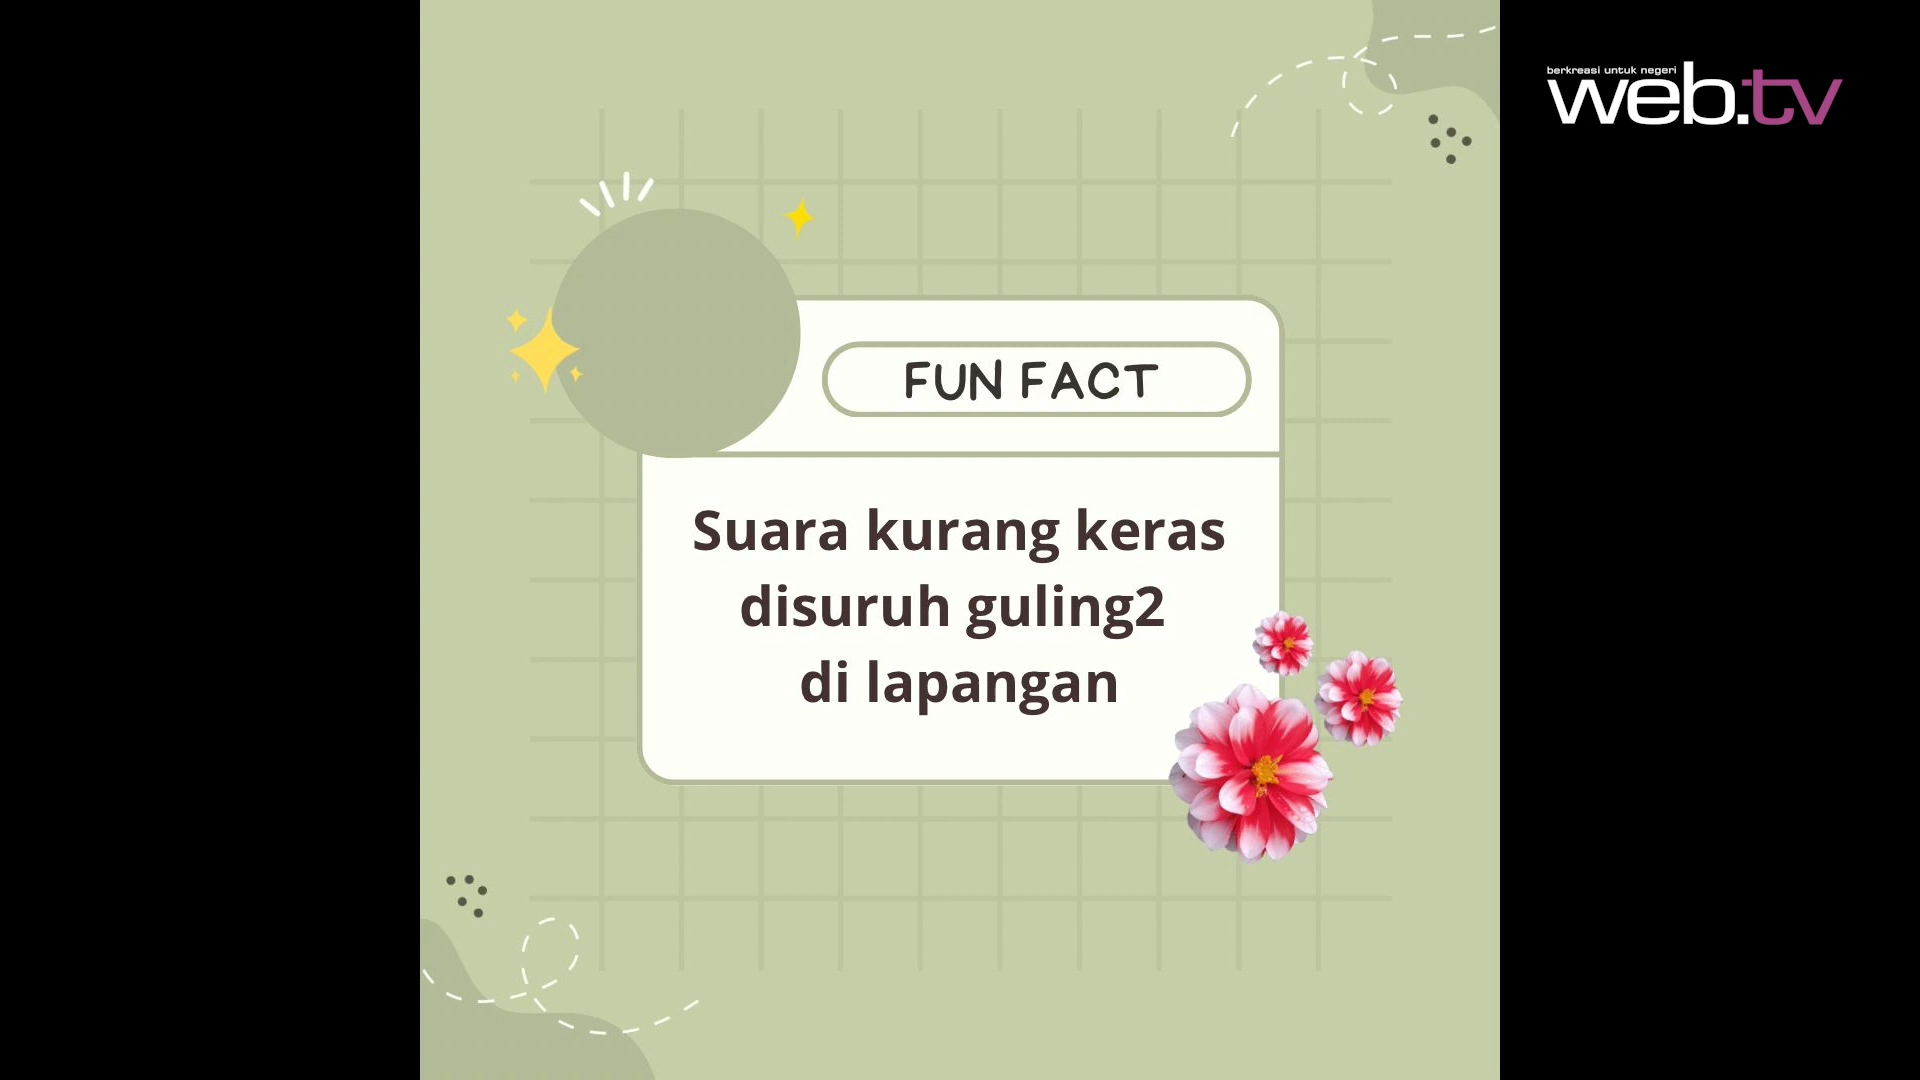 berkreasi untuk negeri
web.tv
FUN FACT
Suara kurang keras
disuruh guling2
di lapangan